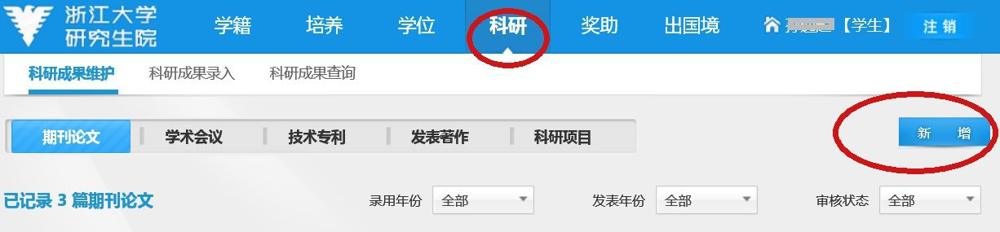 浙江大学
研究生院
学籍 培养 学位 科研 奖助 出国境 【学生】 注 销
科研成果维护 科研成果录入 科研成果查询
期刊论文 学术会议 技术专利 发表著作 科研项目 新 增
已记录 3 篇期刊论文 录用年份 全部 发表年份 全部 审核状态 全部